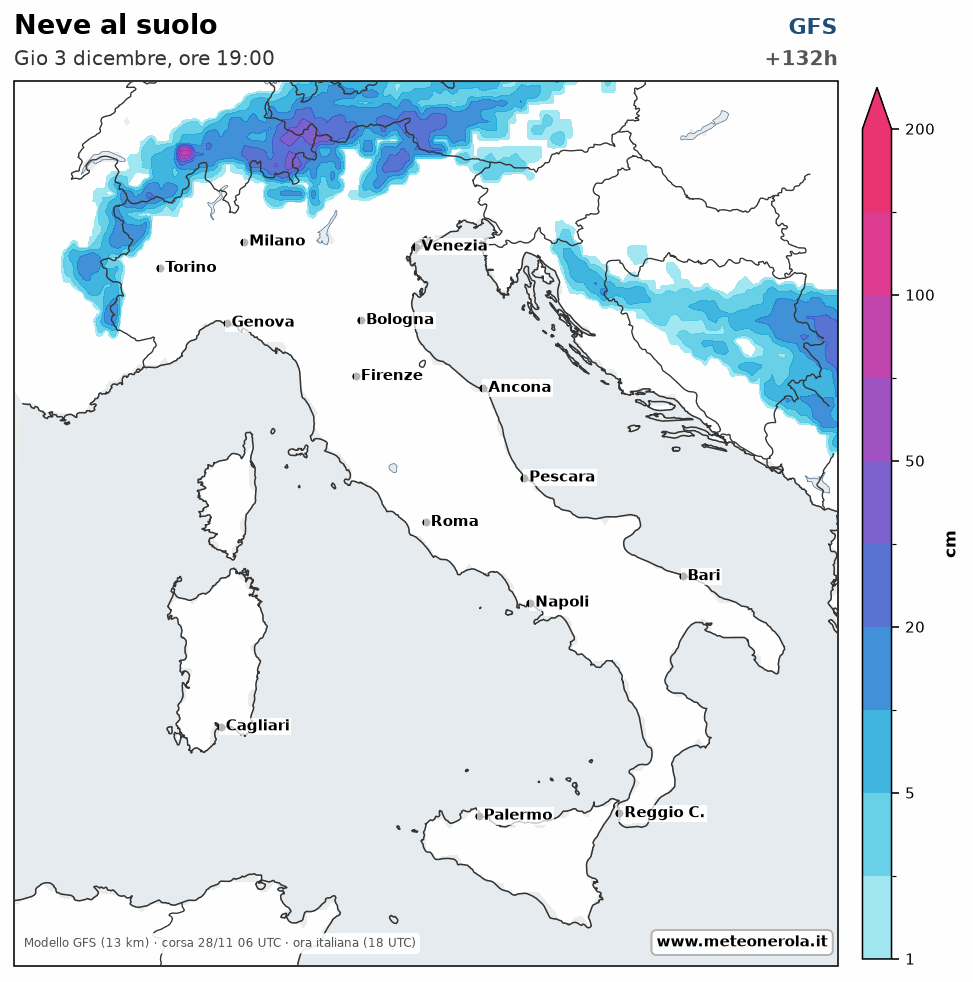 Neve al suolo
GFS
Gio 3 dicembre, ore 19:00
+132h
200
100
50
20
5
1
cm
Milano
Venezia
Torino
Genova
Bologna
Firenze
Ancona
Pescara
Roma
Bari
Napoli
Cagliari
Palermo
Reggio C.
Modello GFS (13 km) · corsa 28/11 06 UTC · ora italiana (18 UTC)
www.meteonerola.it